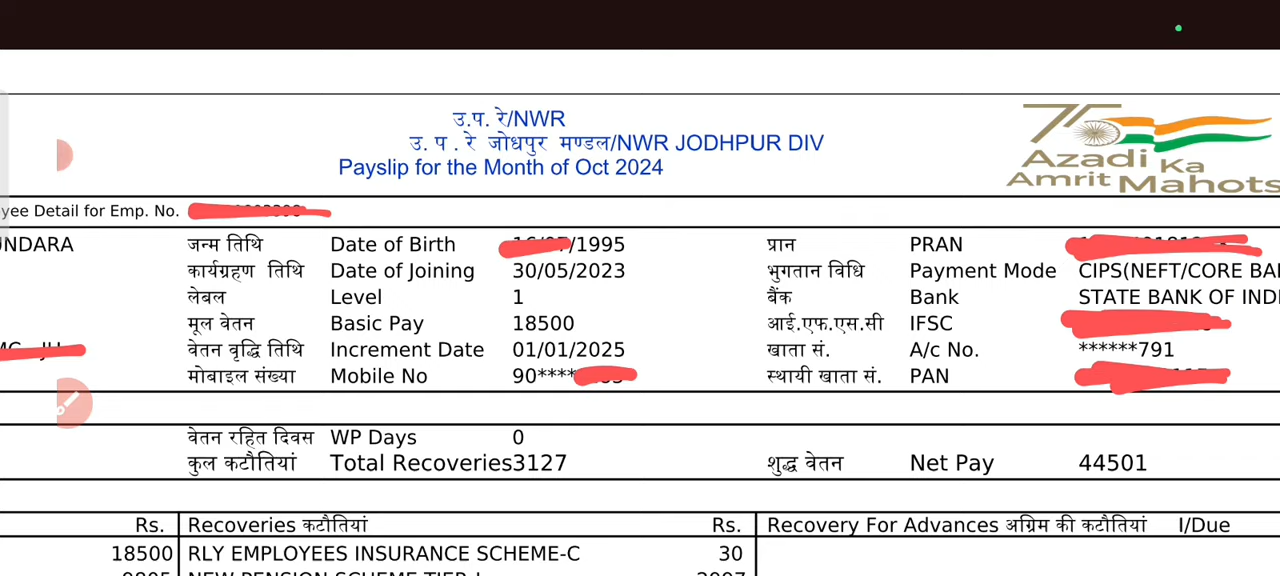 उ.प. रे/NWR
उ. प . रे जोधपुर मण्डल/NWR JODHPUR DIV
Payslip for the Month of Oct 2024
Azadi Ka
Amrit Mahots
yee Detail for Emp. No.
UNDARA जन्म तिथि Date of Birth /1995 प्रान PRAN
कार्यग्रहण तिथि Date of Joining 30/05/2023 भुगतान विधि Payment Mode CIPS(NEFT/CORE BAN
लेबल Level 1 बैंक Bank STATE BANK OF INDI
मूल वेतन Basic Pay 18500 आई.एफ.एस.सी IFSC
वेतन वृद्धि तिथि Increment Date 01/01/2025 खाता सं. A/c No. ******791
मोबाइल संख्या Mobile No 90**** स्थायी खाता सं. PAN
वेतन रहित दिवस WP Days 0
कुल कटौतियां Total Recoveries3127 शुद्ध वेतन Net Pay 44501
Rs. Recoveries कटौतियां Rs. Recovery For Advances अग्रिम की कटौतियां I/Due
18500 RLY EMPLOYEES INSURANCE SCHEME-C 30